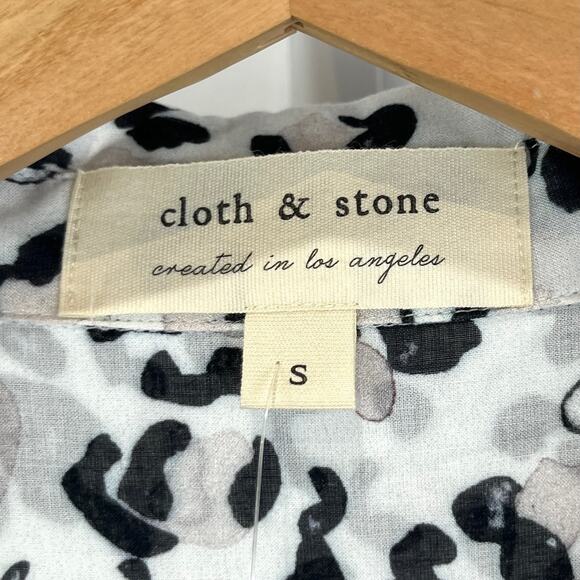 cloth & stone
created in los angeles
S